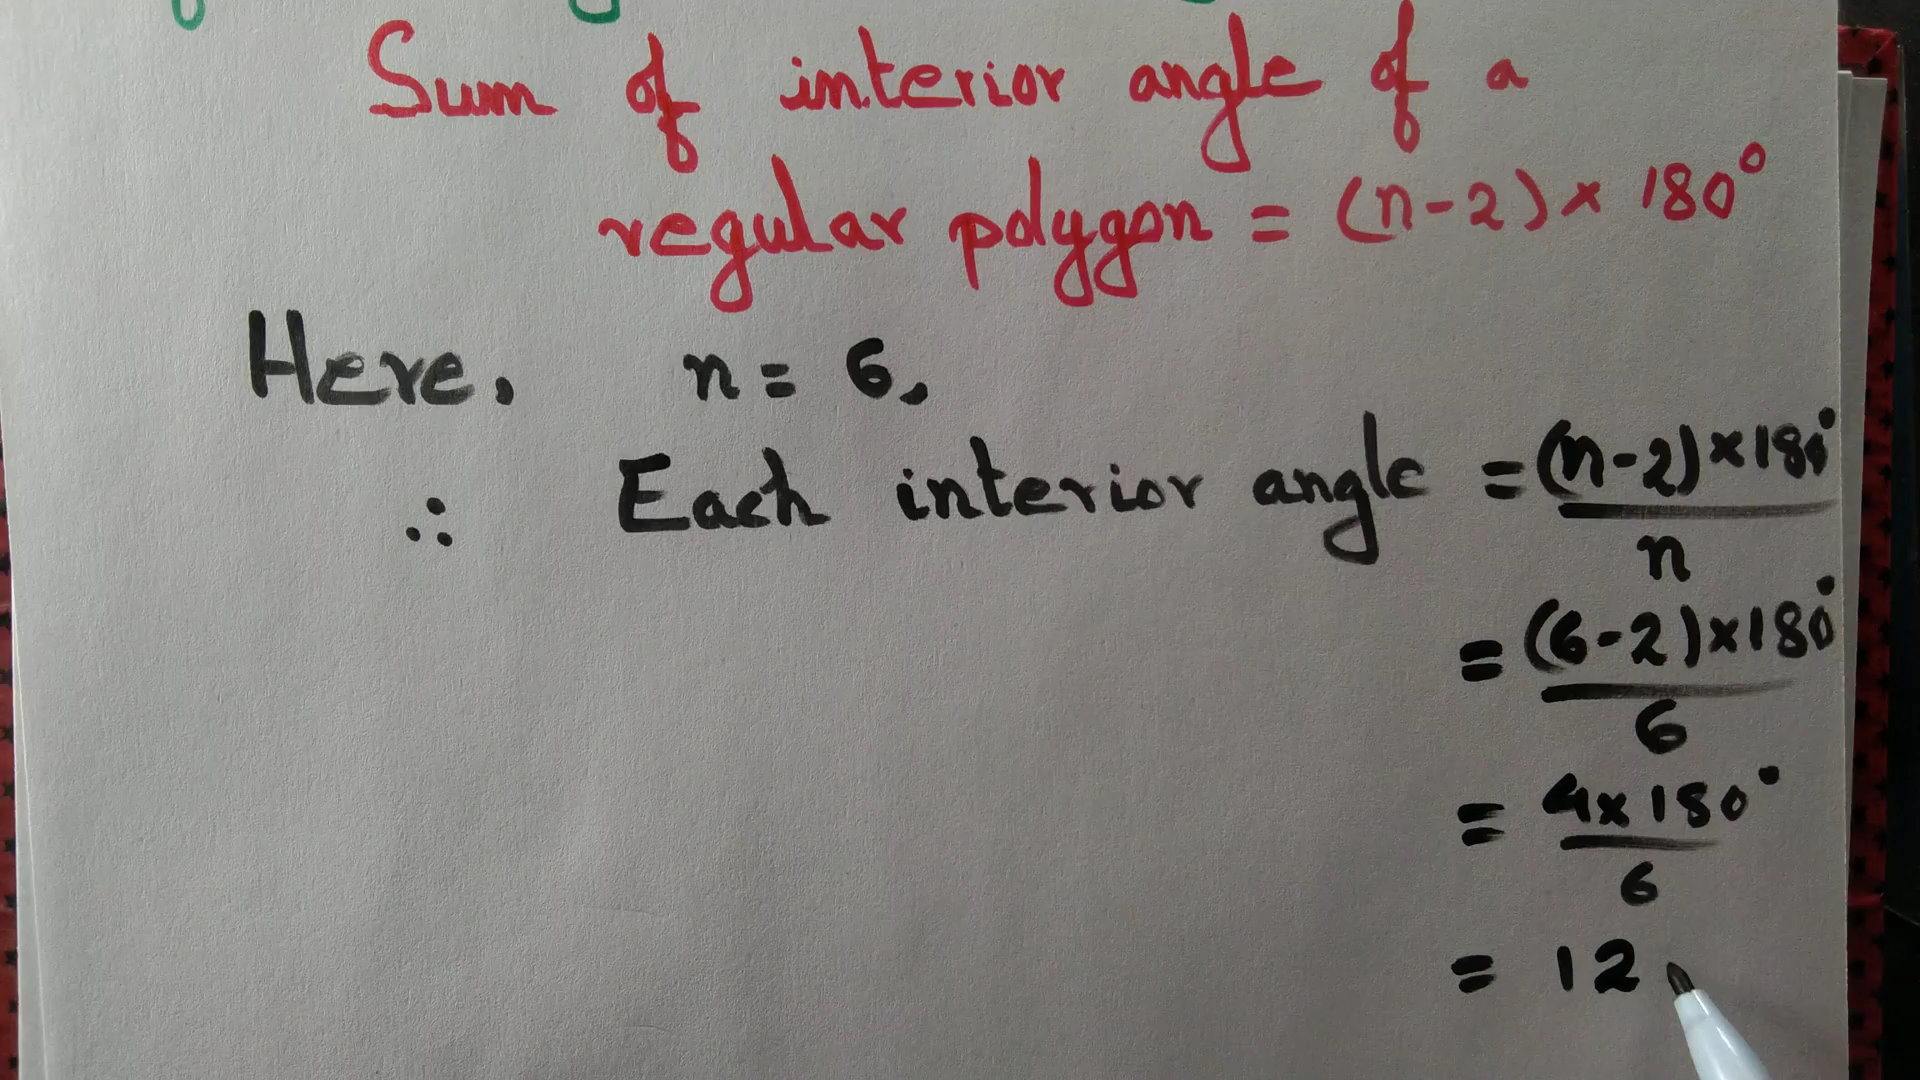 Sum of interior angle of a
regular polygon = (n-2) × 180°
Here, n = 6,
∴ Each interior angle = (n-2)×180°
n
= (6-2)×180°
6
= 4×180°
6
= 12